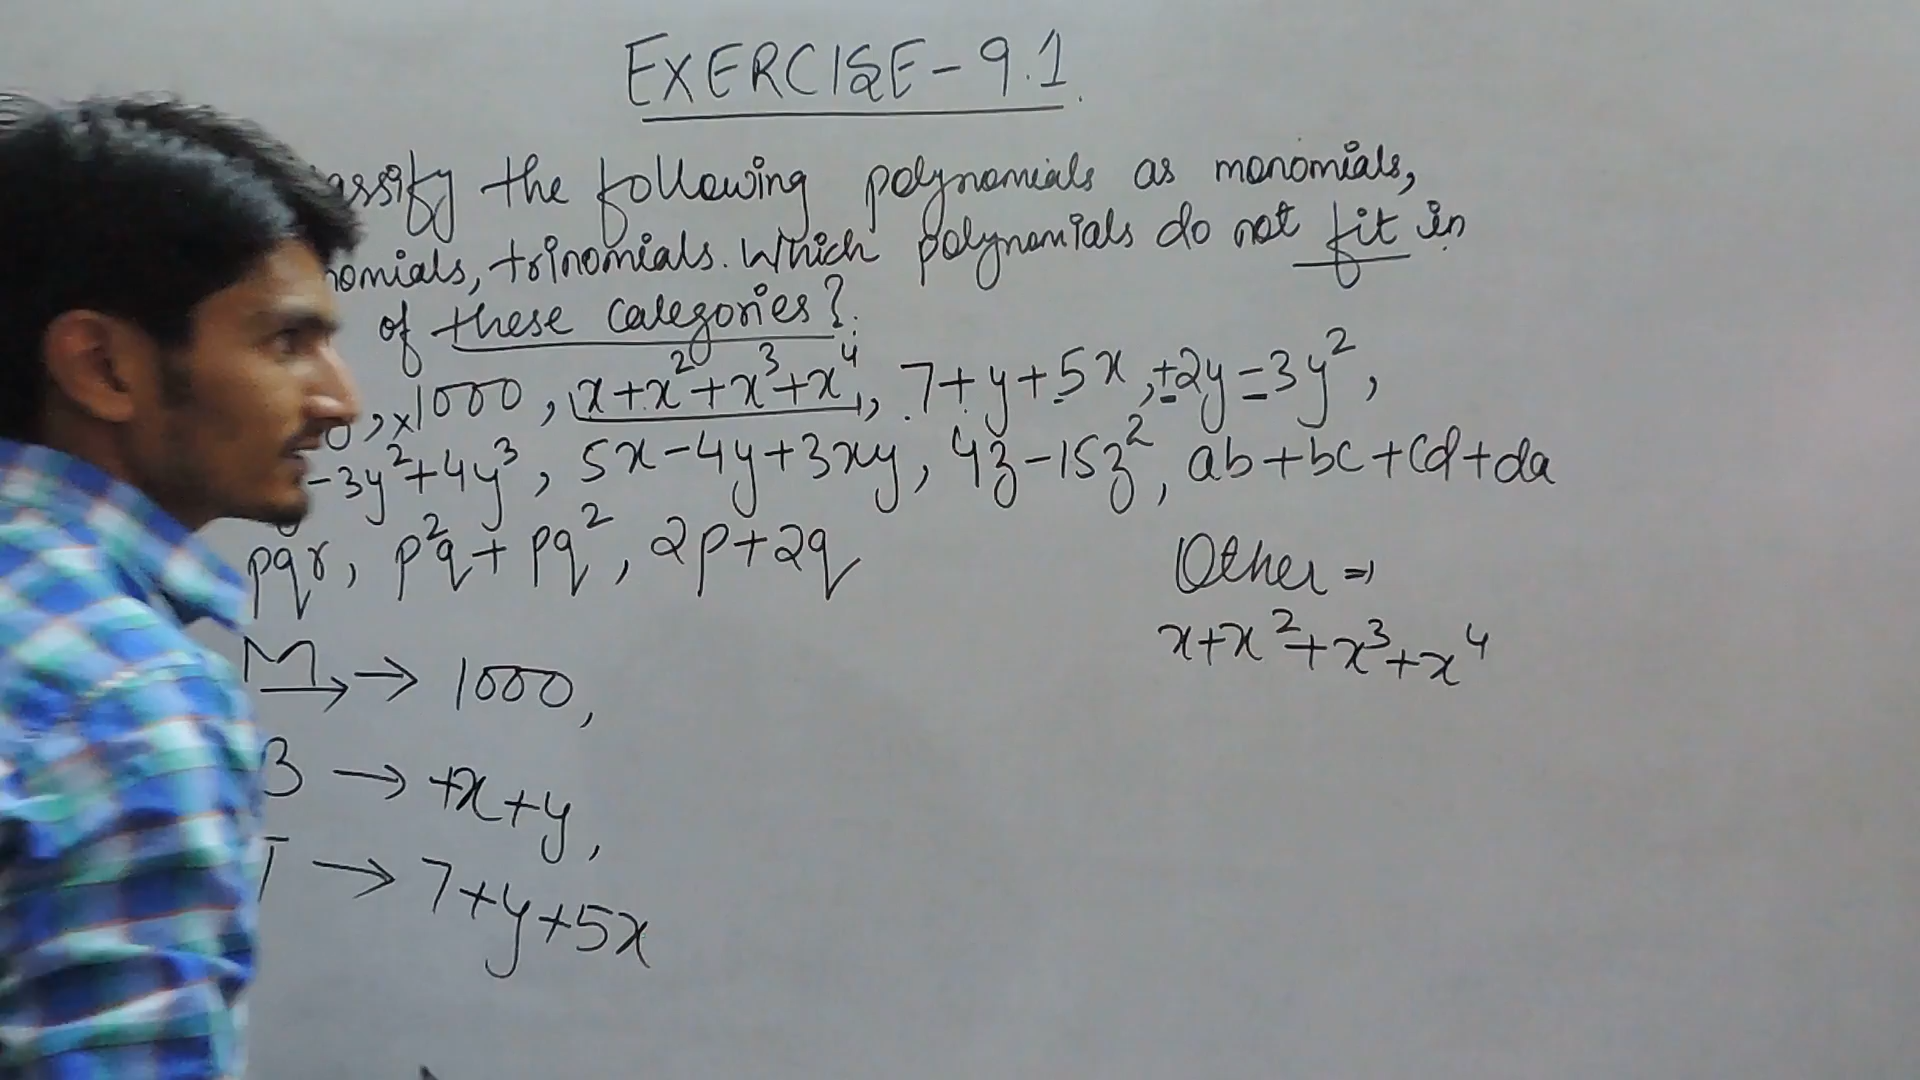 EXERCISE-9.1
assify the following polynomials as monomials,
nomials, trinomials. Which polynomials do not fit in
of these categories?
, 1000, x+x²+x³+x⁴, 7+y+5x, +2y-3y²,
-3y²+4y³, 5x-4y+3xy, 4z-15z², ab+bc+cd+da
pqr, p²q+pq², 2p+2q
Other ⇒
x+x²+x³+x⁴
M → 1000,
B → +x+y,
T → 7+y+5x